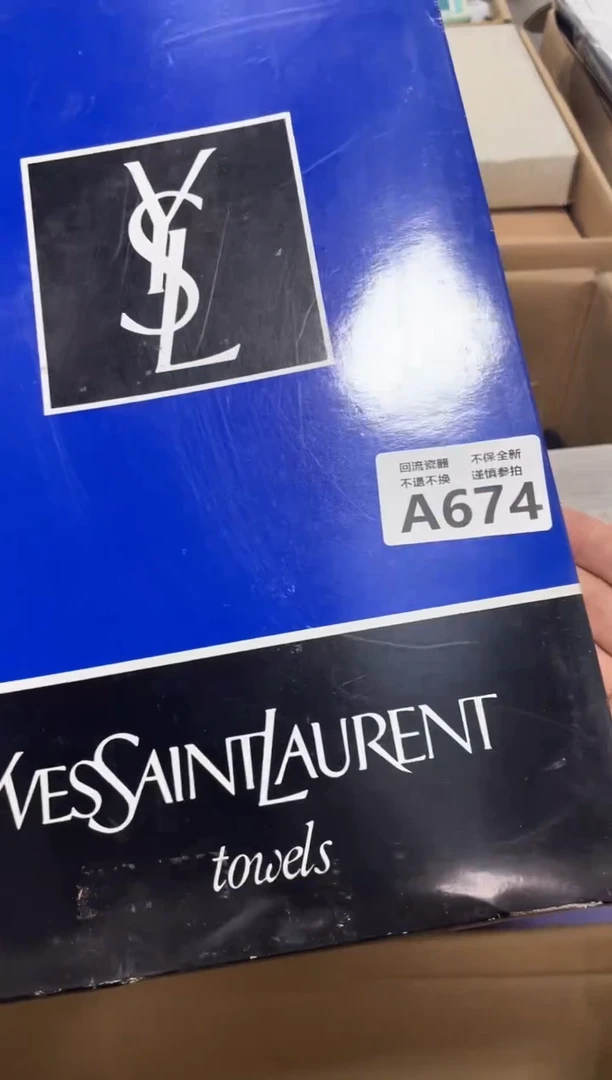 YSL
回流瓷器 不保全新
不退不换 谨慎参拍
A674
YVESSAINTLAURENT
towels